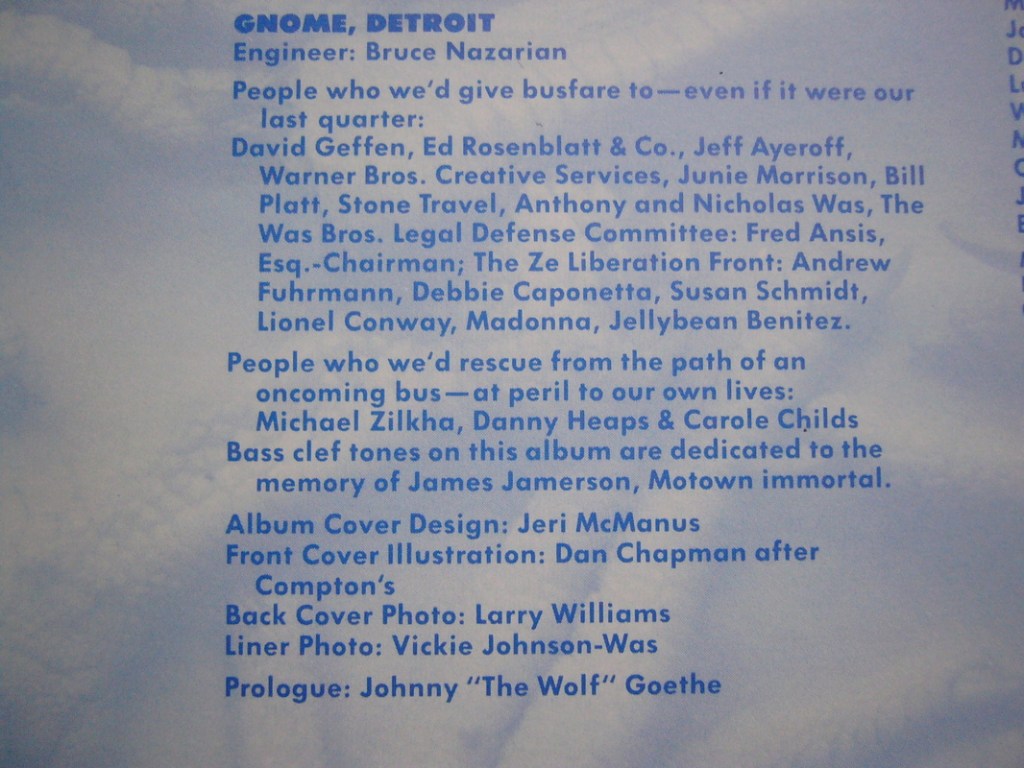 GNOME, DETROIT
Engineer: Bruce Nazarian
People who we'd give busfare to—even if it were our
last quarter:
David Geffen, Ed Rosenblatt & Co., Jeff Ayeroff,
Warner Bros. Creative Services, Junie Morrison, Bill
Platt, Stone Travel, Anthony and Nicholas Was, The
Was Bros. Legal Defense Committee: Fred Ansis,
Esq.-Chairman; The Ze Liberation Front: Andrew
Fuhrmann, Debbie Caponetta, Susan Schmidt,
Lionel Conway, Madonna, Jellybean Benitez.
People who we'd rescue from the path of an
oncoming bus—at peril to our own lives:
Michael Zilkha, Danny Heaps & Carole Childs
Bass clef tones on this album are dedicated to the
memory of James Jamerson, Motown immortal.
Album Cover Design: Jeri McManus
Front Cover Illustration: Dan Chapman after
Compton's
Back Cover Photo: Larry Williams
Liner Photo: Vickie Johnson-Was
Prologue: Johnny "The Wolf" Goethe